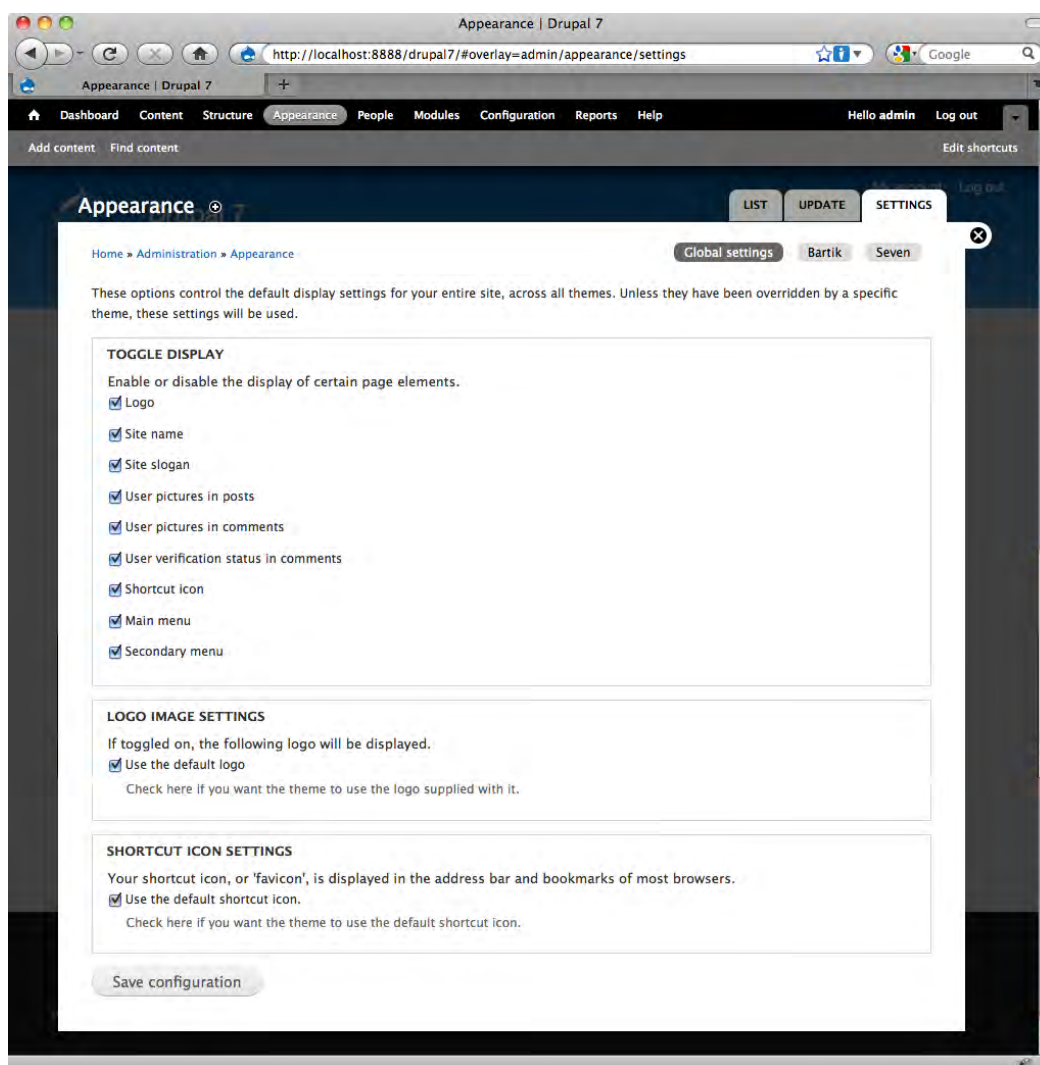 Appearance | Drupal 7
http://localhost:8888/drupal7/#overlay=admin/appearance/settings
Google
Appearance | Drupal 7
Dashboard Content Structure Appearance People Modules Configuration Reports Help Hello admin Log out
Add content Find content Edit shortcuts
Log out
Drupal 7
Appearance LIST UPDATE SETTINGS
Home » Administration » Appearance Global settings Bartik Seven
These options control the default display settings for your entire site, across all themes. Unless they have been overridden by a specific
theme, these settings will be used.
TOGGLE DISPLAY
Enable or disable the display of certain page elements.
Logo
Site name
Site slogan
User pictures in posts
User pictures in comments
User verification status in comments
Shortcut icon
Main menu
Secondary menu
LOGO IMAGE SETTINGS
If toggled on, the following logo will be displayed.
Use the default logo
Check here if you want the theme to use the logo supplied with it.
SHORTCUT ICON SETTINGS
Your shortcut icon, or 'favicon', is displayed in the address bar and bookmarks of most browsers.
Use the default shortcut icon.
Check here if you want the theme to use the default shortcut icon.
Save configuration